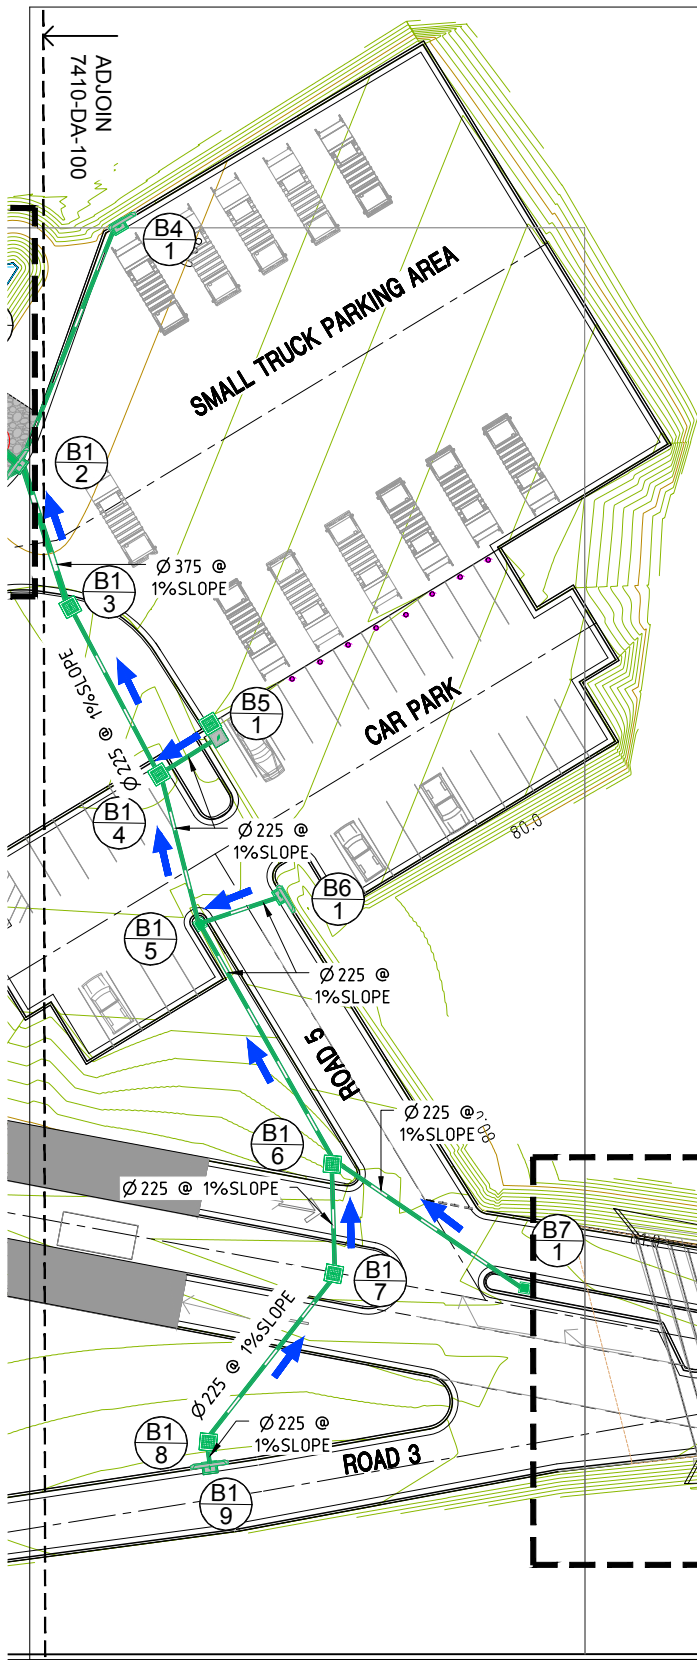 ADJOIN
7410-DA-100
B4
1
SMALL TRUCK PARKING AREA
B1
2
Ø 375 @
1%SLOPE
B1
3
Ø 225 @ 1%SLOPE
B5
1
CAR PARK
B1
4
Ø 225 @
1%SLOPE
80.0
B6
1
B1
5
Ø 225 @
1%SLOPE
ROAD 5
Ø 225 @
1%SLOPE
B1
6
Ø 225 @ 1%SLOPE
B7
1
B1
7
Ø 225 @ 1%SLOPE
B1
8
Ø 225 @
1%SLOPE
ROAD 3
B1
9